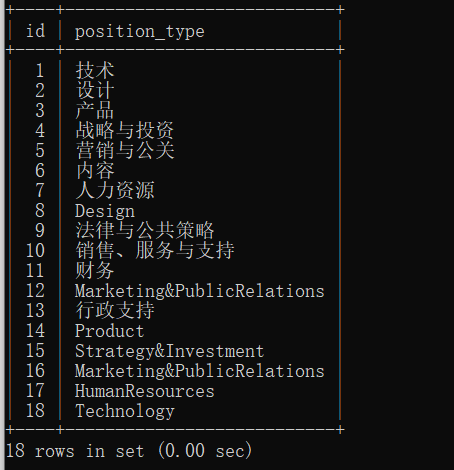 +----+---------------------------+
| id | position_type             |
+----+---------------------------+
|  1 | 技术
|  2 | 设计
|  3 | 产品
|  4 | 战略与投资
|  5 | 营销与公关
|  6 | 内容
|  7 | 人力资源
|  8 | Design
|  9 | 法律与公共策略
| 10 | 销售、服务与支持
| 11 | 财务
| 12 | Marketing&PublicRelations |
| 13 | 行政支持
| 14 | Product
| 15 | Strategy&Investment
| 16 | Marketing&PublicRelations |
| 17 | HumanResources
| 18 | Technology
+----+---------------------------+
18 rows in set (0.00 sec)